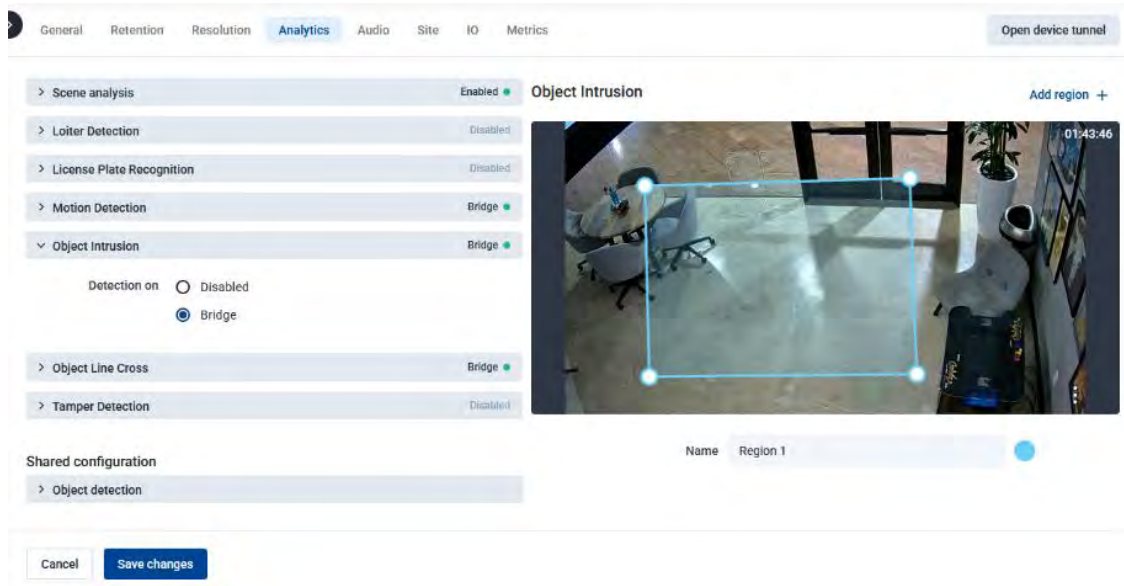 General Retention Resolution Analytics Audio Site IO Metrics Open device tunnel
> Scene analysis Enabled
> Loiter Detection Disabled
> License Plate Recognition Disabled
> Motion Detection Bridge
Object Intrusion Bridge
Detection on Disabled
Bridge
> Object Line Cross Bridge
> Tamper Detection Disabled
Shared configuration
> Object detection
Cancel Save changes
Object Intrusion Add region +
01:43:46
Name Region 1